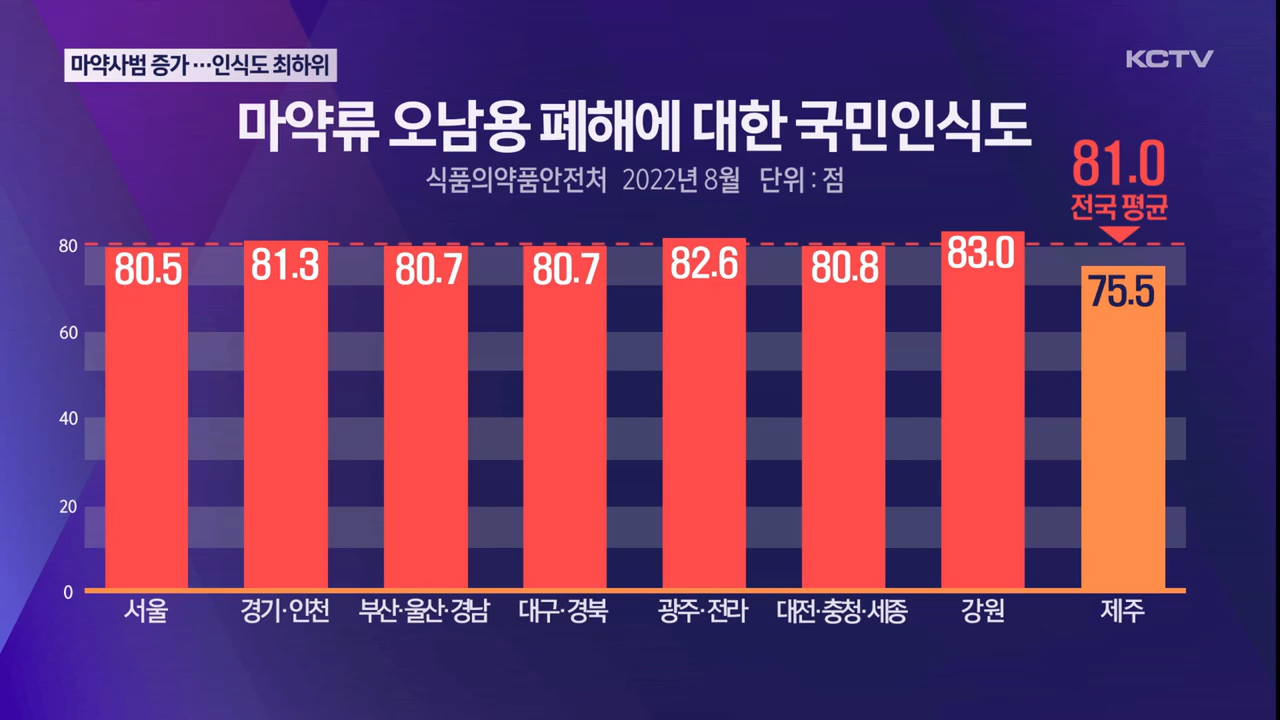 마약사범 증가…인식도 최하위
KCTV
마약류 오남용 폐해에 대한 국민인식도
식품의약품안전처 2022년 8월 단위 : 점
81.0
전국 평균
80
60
40
20
0
80.5
81.3
80.7
80.7
82.6
80.8
83.0
75.5
서울
경기·인천
부산·울산·경남
대구·경북
광주·전라
대전·충청·세종
강원
제주